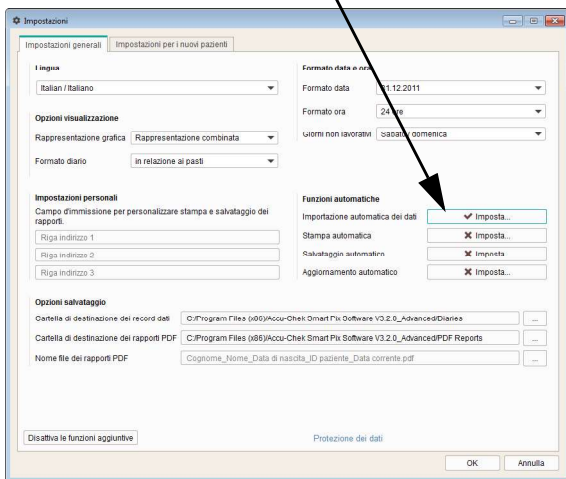 Impostazioni
Impostazioni generali
Impostazioni per i nuovi pazienti
Lingua
Italian / Italiano
Opzioni visualizzazione
Rappresentazione grafica
Rappresentazione combinata
Formato diario
in relazione ai pasti
Formato data e ora
Formato data
31.12.2011
Formato ora
24 ore
Giorni non lavorativi
Sabato / domenica
Impostazioni personali
Campo d'immissione per personalizzare stampa e salvataggio dei
rapporti.
Riga indirizzo 1
Riga indirizzo 2
Riga indirizzo 3
Funzioni automatiche
Importazione automatica dei dati
Imposta...
Stampa automatica
Imposta...
Salvataggio automatico
Imposta...
Aggiornamento automatico
Imposta...
Opzioni salvataggio
Cartella di destinazione dei record dati
C:/Program Files (x86)/Accu-Chek Smart Pix Software V3.2.0_Advanced/Diaries
...
Cartella di destinazione dei rapporti PDF
C:/Program Files (x86)/Accu-Chek Smart Pix Software V3.2.0_Advanced/PDF Reports
...
Nome file dei rapporti PDF
Cognome_Nome_Data di nascita_ID paziente_Data corrente.pdf
...
Disattiva le funzioni aggiuntive
Protezione dei dati
OK
Annulla